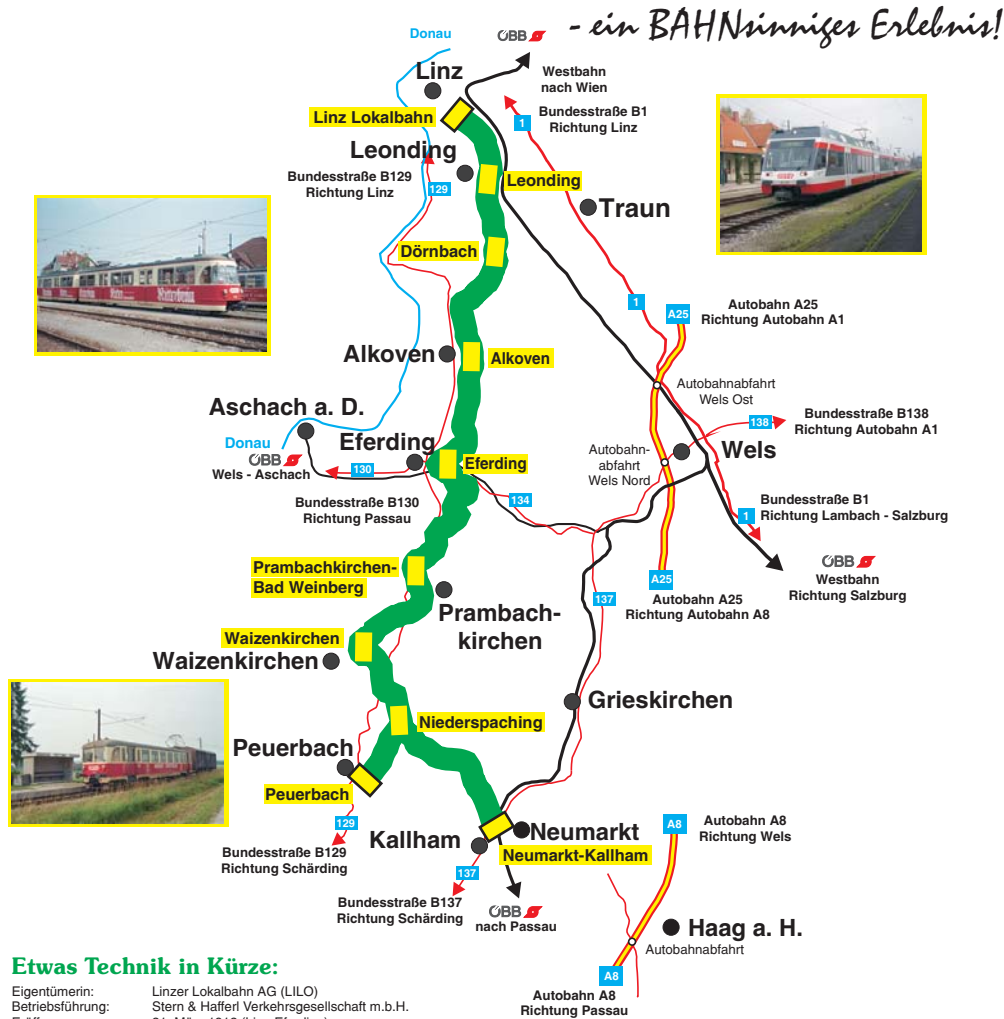 - ein BAHNsinniges Erlebnis!
Donau
ÖBB
Linz
Westbahn
nach Wien
Linz Lokalbahn
Bundesstraße B1
Richtung Linz
1
Leonding
Bundesstraße B129
Richtung Linz
129
Leonding
Traun
Dörnbach
1
A25
Autobahn A25
Richtung Autobahn A1
Alkoven
Alkoven
Autobahnabfahrt
Wels Ost
Aschach a. D.
Bundesstraße B138
Richtung Autobahn A1
138
Donau
ÖBB
Wels - Aschach
Eferding
130
Eferding
Autobahn-
abfahrt
Wels Nord
Wels
Bundesstraße B130
Richtung Passau
134
Bundesstraße B1
Richtung Lambach - Salzburg
1
Prambachkirchen-
Bad Weinberg
ÖBB
Westbahn
Richtung Salzburg
A25
Autobahn A25
Richtung Autobahn A8
137
Prambach-
kirchen
Waizenkirchen
Waizenkirchen
Grieskirchen
Niederspaching
Peuerbach
Peuerbach
129
Bundesstraße B129
Richtung Schärding
Kallham
Neumarkt
Neumarkt-Kallham
A8
Autobahn A8
Richtung Wels
137
Bundesstraße B137
Richtung Schärding
ÖBB
nach Passau
Haag a. H.
Autobahnabfahrt
A8
Autobahn A8
Richtung Passau
Etwas Technik in Kürze:
Eigentümerin: Linzer Lokalbahn AG (LILO)
Betriebsführung: Stern & Hafferl Verkehrsgesellschaft m.b.H.